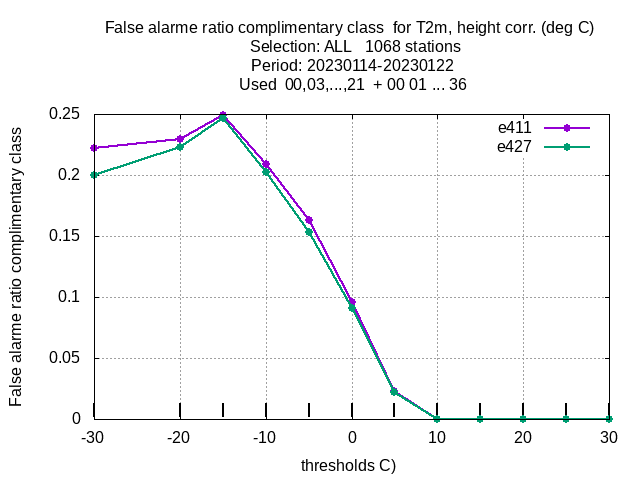 False alarme ratio complimentary class  for T2m, height corr. (deg C)
Selection: ALL   1068 stations
Period: 20230114-20230122
Used  00,03,...,21  + 00 01 ... 36
e411
e427
False alarme ratio complimentary class
0.25
0.2
0.15
0.1
0.05
0
-30 -20 -10 0 10 20 30
thresholds C)